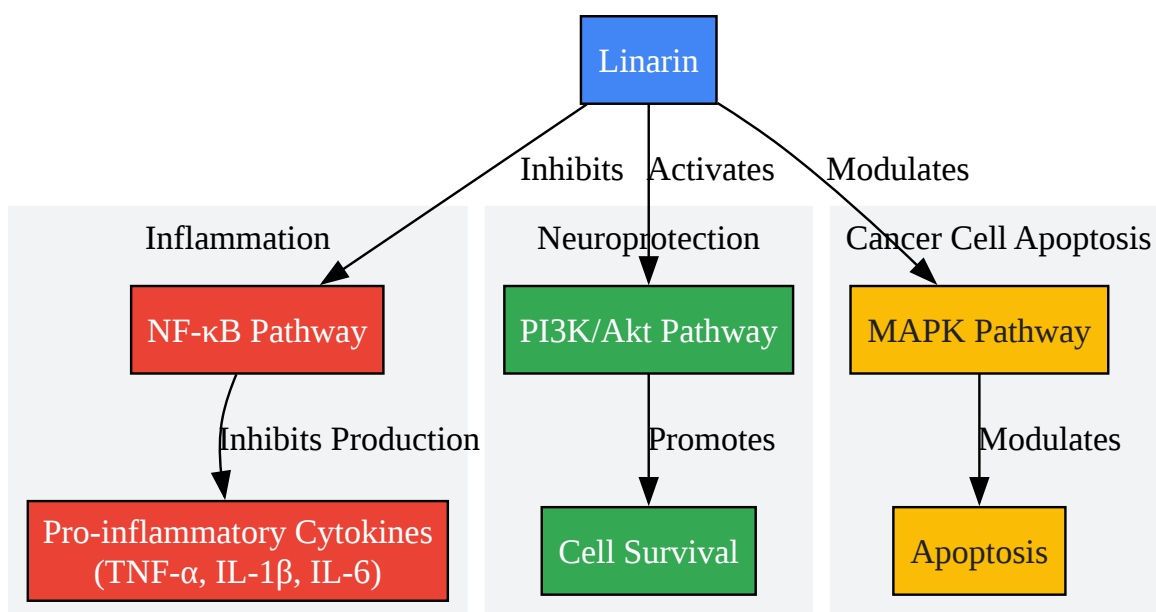 Linarin
Inhibits
Activates
Modulates
Inflammation
Neuroprotection
Cancer Cell Apoptosis
NF-κB Pathway
PI3K/Akt Pathway
MAPK Pathway
Inhibits Production
Promotes
Modulates
Pro-inflammatory Cytokines
(TNF-α, IL-1β, IL-6)
Cell Survival
Apoptosis